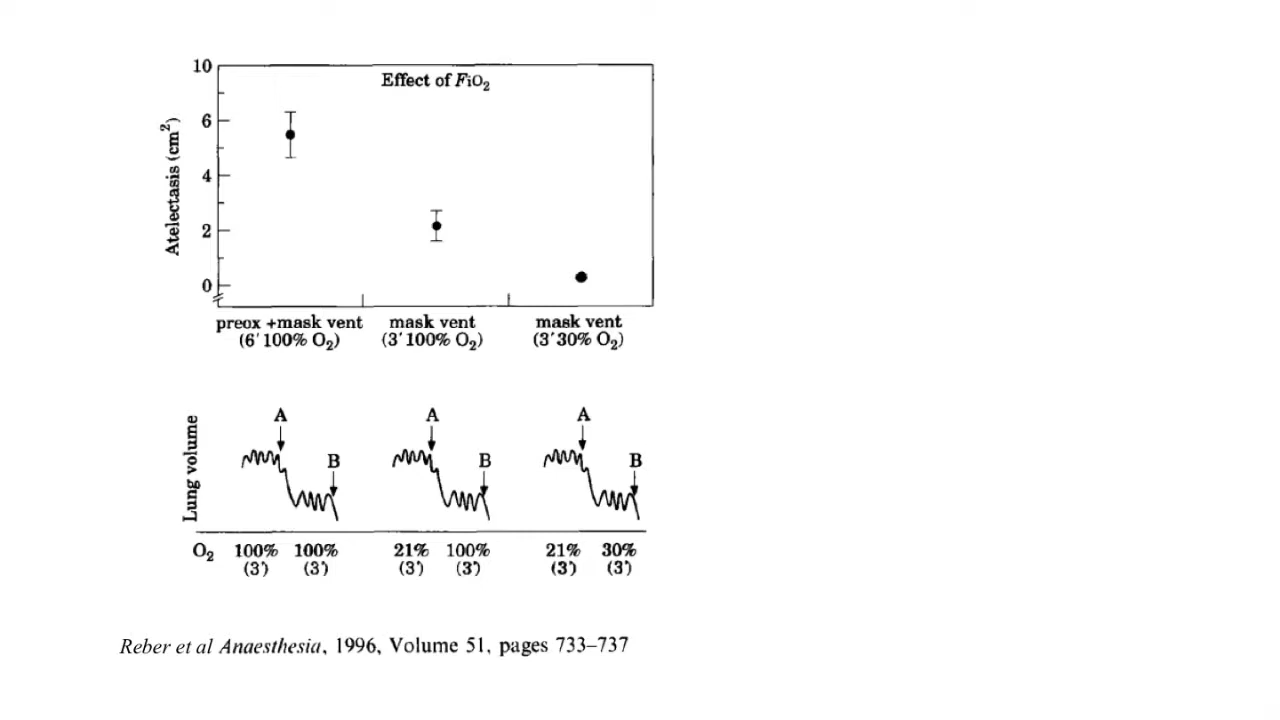 Effect of FiO2
10
6
4
2
0
Atelectasis (cm2)
preox +mask vent
(6′ 100% O2)
mask vent
(3′ 100% O2)
mask vent
(3′ 30% O2)
Lung volume
A
B
A
B
A
B
O2 100% 100% 21% 100% 21% 30%
(3′) (3′) (3′) (3′) (3′) (3′)
Reber et al Anaesthesia, 1996, Volume 51, pages 733–737